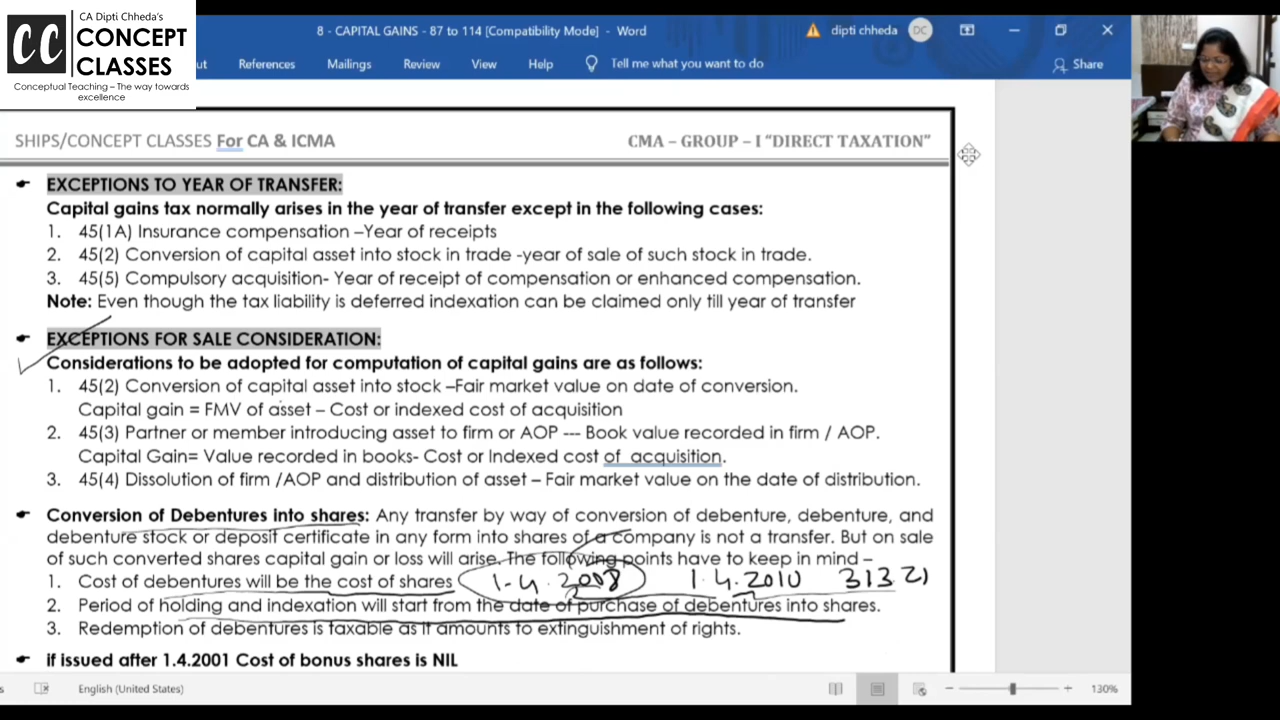 CA Dipti Chheda's
CC CONCEPT
CLASSES
Conceptual Teaching – The way towards
excellence
8 - CAPITAL GAINS - 87 to 114 [Compatibility Mode] - Word
dipti chheda DC
References Mailings Review View Help Tell me what you want to do Share
SHIPS/CONCEPT CLASSES For CA & ICMA CMA – GROUP – I "DIRECT TAXATION"
EXCEPTIONS TO YEAR OF TRANSFER:
Capital gains tax normally arises in the year of transfer except in the following cases:
1. 45(1A) Insurance compensation –Year of receipts
2. 45(2) Conversion of capital asset into stock in trade -year of sale of such stock in trade.
3. 45(5) Compulsory acquisition- Year of receipt of compensation or enhanced compensation.
Note: Even though the tax liability is deferred indexation can be claimed only till year of transfer
EXCEPTIONS FOR SALE CONSIDERATION:
Considerations to be adopted for computation of capital gains are as follows:
1. 45(2) Conversion of capital asset into stock –Fair market value on date of conversion.
Capital gain = FMV of asset – Cost or indexed cost of acquisition
2. 45(3) Partner or member introducing asset to firm or AOP --- Book value recorded in firm / AOP.
Capital Gain= Value recorded in books- Cost or Indexed cost of acquisition.
3. 45(4) Dissolution of firm /AOP and distribution of asset – Fair market value on the date of distribution.
Conversion of Debentures into shares: Any transfer by way of conversion of debenture, debenture, and
debenture stock or deposit certificate in any form into shares of a company is not a transfer. But on sale
of such converted shares capital gain or loss will arise. The following points have to keep in mind –
1. Cost of debentures will be the cost of shares 1.4.2008 1.4.2010 31321
2. Period of holding and indexation will start from the date of purchase of debentures into shares.
3. Redemption of debentures is taxable as it amounts to extinguishment of rights.
if issued after 1.4.2001 Cost of bonus shares is NIL
English (United States) 130%